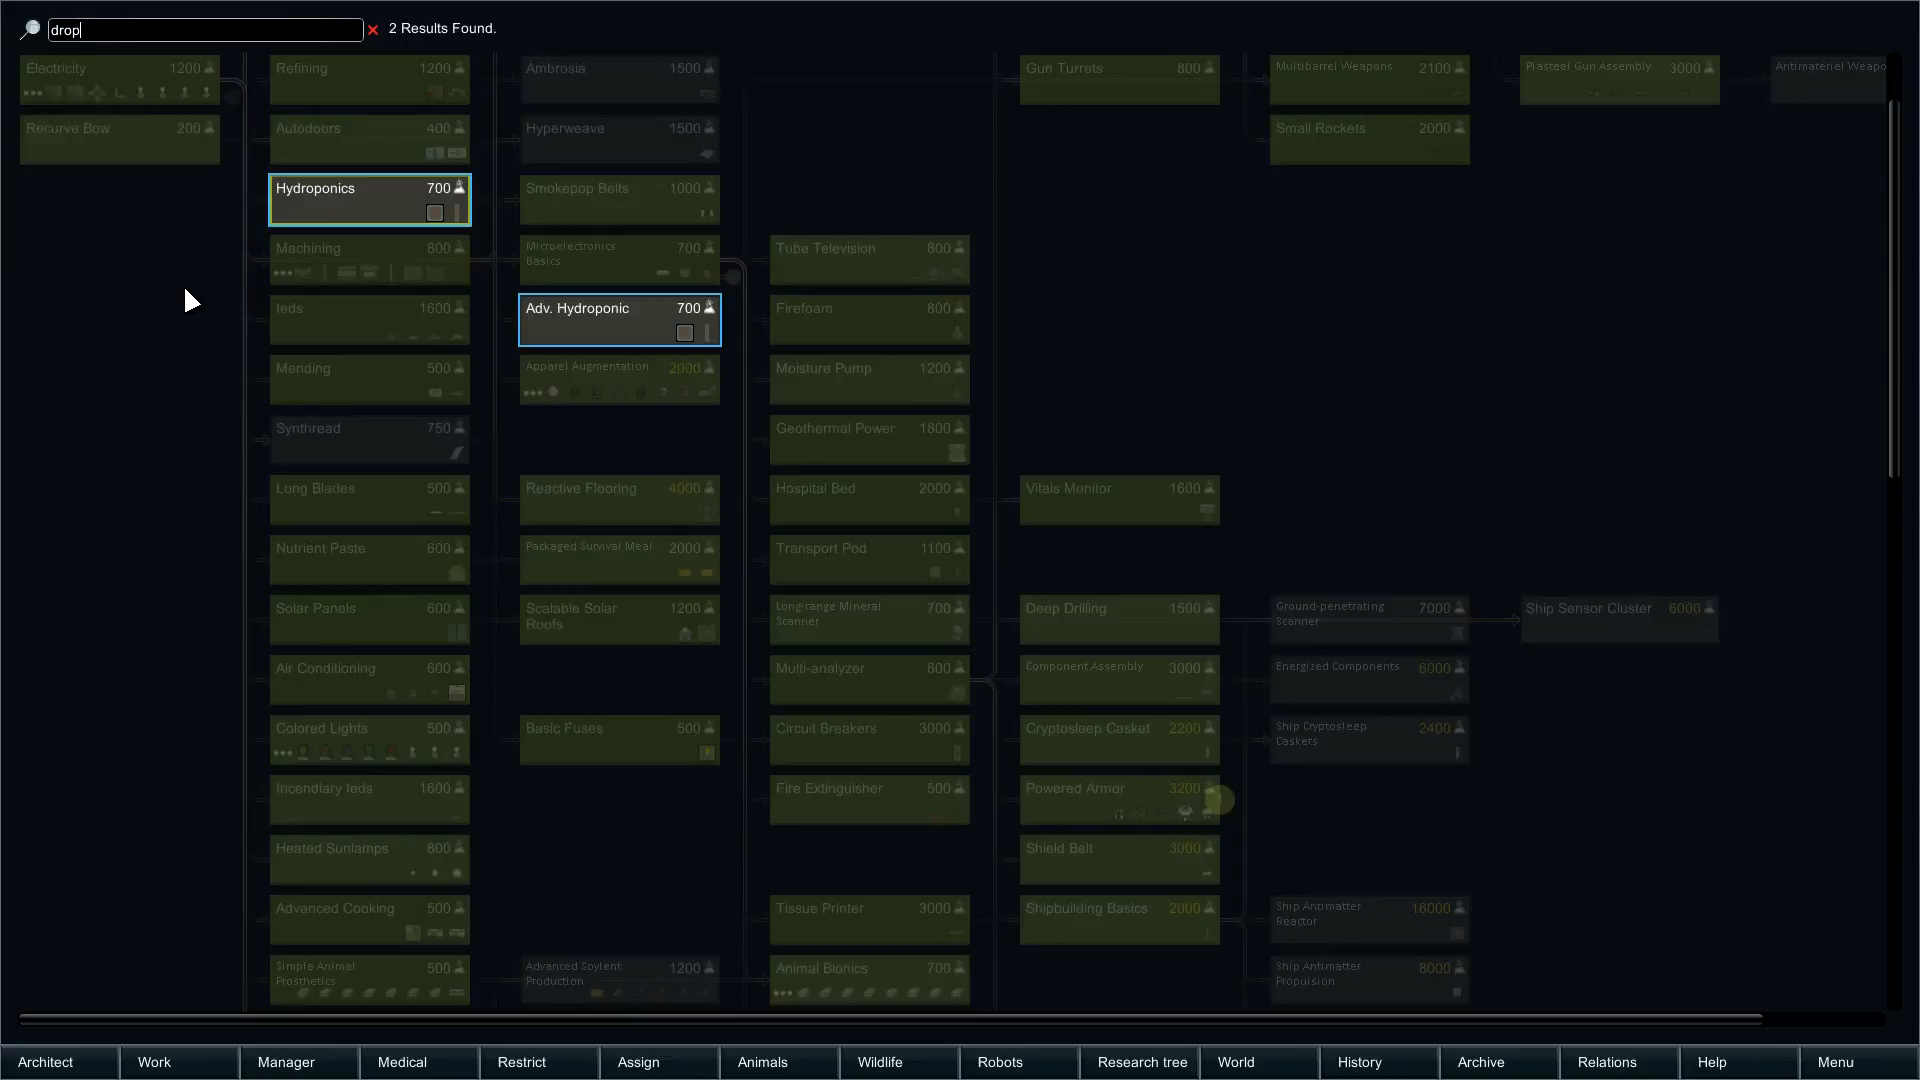 drop
2 Results Found.
Electricity 1200
Refining 1200
Ambrosia 1500
Gun Turrets 800
Multibarrel Weapons 2100
Plasteel Gun Assembly 3000
Antimateriel Weapo
Recurve Bow 200
Autodoors 400
Hyperweave 1500
Small Rockets 2000
Hydroponics 700
Smokepop Belts 1000
Machining 800
Microelectronics
Basics
700
Tube Television 800
Ieds 1600
Adv. Hydroponic 700
Firefoam 800
Mending 500
Apparel Augmentation 2000
Moisture Pump 1200
Synthread 750
Geothermal Power 1800
Long Blades 500
Reactive Flooring 4000
Hospital Bed 2000
Vitals Monitor 1600
Nutrient Paste 600
Packaged Survival Meal 2000
Transport Pod 1100
Solar Panels 600
Scalable Solar
Roofs
1200
Long-range Mineral
Scanner
700
Deep Drilling 1500
Ground-penetrating
Scanner
7000
Ship Sensor Cluster 6000
Air Conditioning 600
Multi-analyzer 800
Component Assembly 3000
Energized Components 6000
Colored Lights 500
Basic Fuses 500
Circuit Breakers 3000
Cryptosleep Casket 2200
Ship Cryptosleep
Caskets
2400
Incendiary Ieds 1600
Fire Extinguisher 500
Powered Armor 3200
Heated Sunlamps 800
Shield Belt 3000
Advanced Cooking 500
Tissue Printer 3000
Shipbuilding Basics 2000
Ship Antimatter
Reactor
16000
Simple Animal
Prosthetics
500
Advanced Soylent
Production
1200
Animal Bionics 700
Ship Antimatter
Propulsion
8000
Architect Work Manager Medical Restrict Assign Animals Wildlife Robots Research tree World History Archive Relations Help Menu